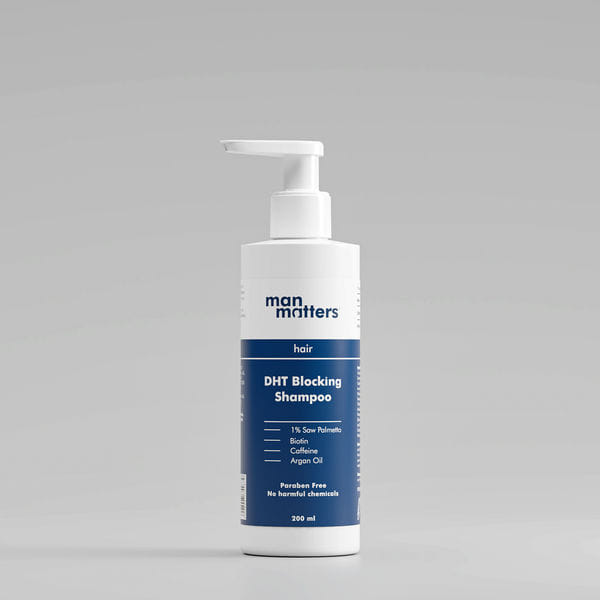 man
matters
hair
DHT Blocking
Shampoo
1% Saw Palmetto
Biotin
Caffeine
Argan Oil
Paraben Free
No harmful chemicals
200 ml